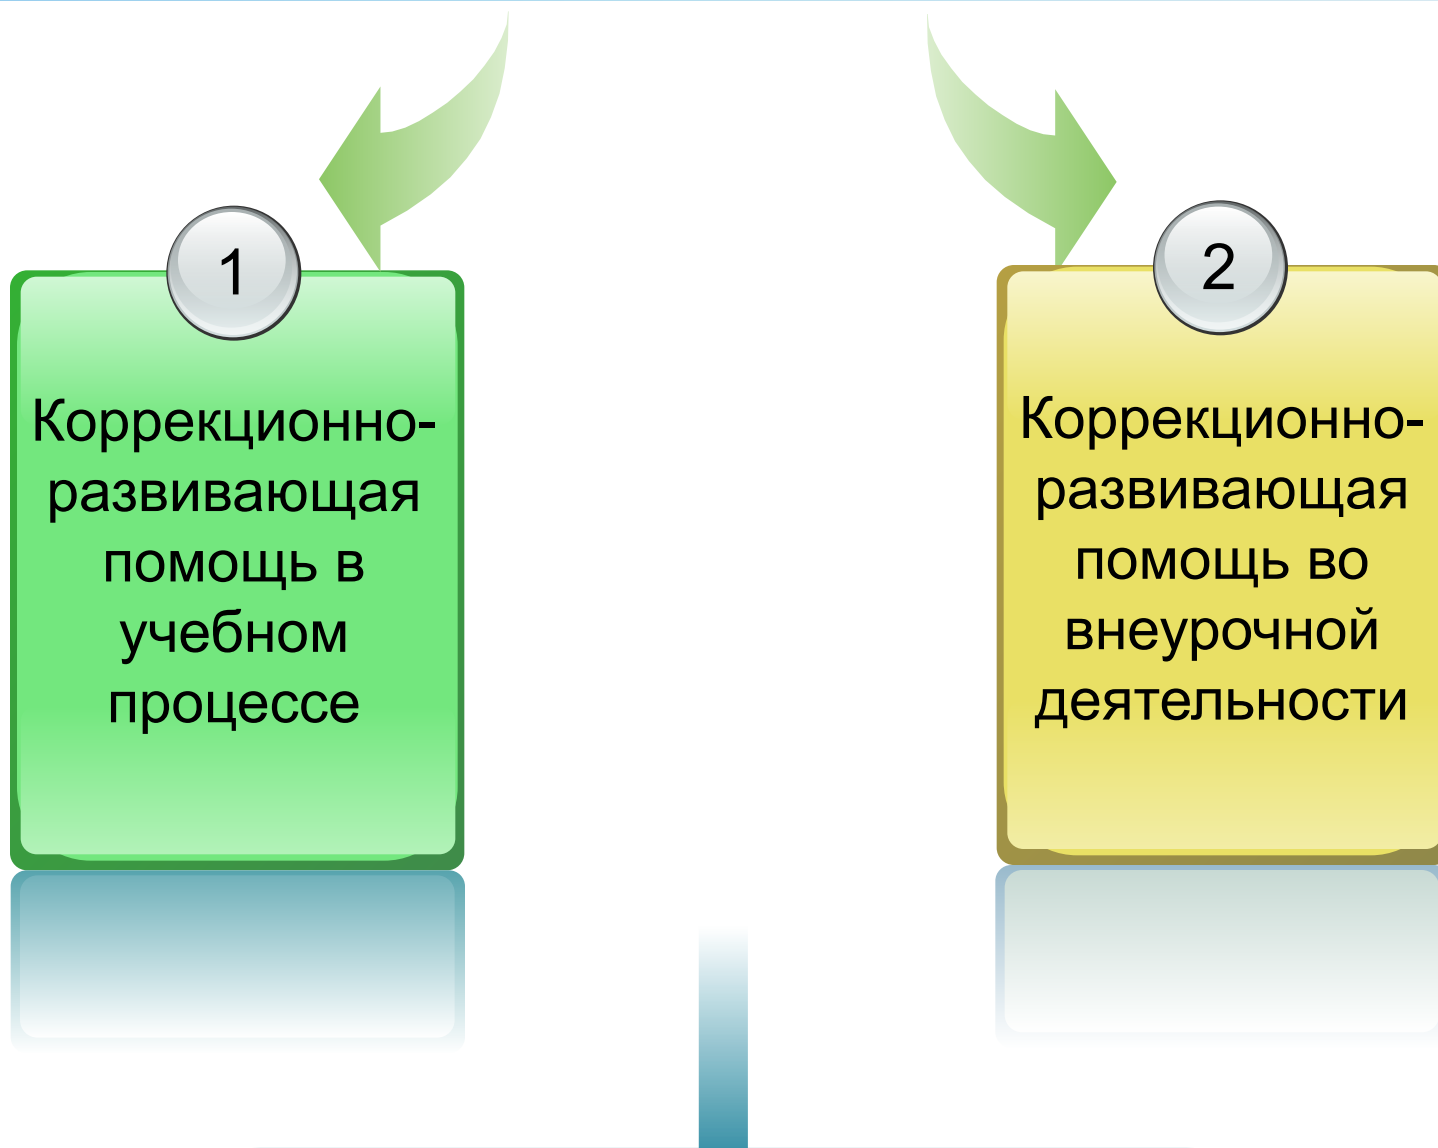 1
Коррекционно-
развивающая
помощь в
учебном
процессе
2
Коррекционно-
развивающая
помощь во
внеурочной
деятельности